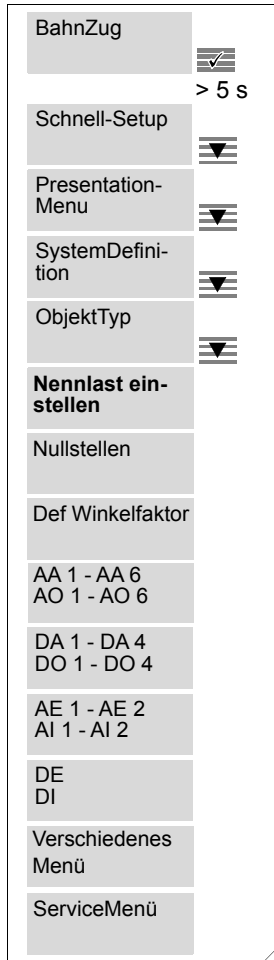 BahnZug
> 5 s
Schnell-Setup
Presentation-
Menu
SystemDefini-
tion
ObjektTyp
Nennlast ein-
stellen
Nullstellen
Def Winkelfaktor
AA 1 - AA 6
AO 1 - AO 6
DA 1 - DA 4
DO 1 - DO 4
AE 1 - AE 2
AI 1 - AI 2
DE
DI
Verschiedenes
Menü
ServiceMenü